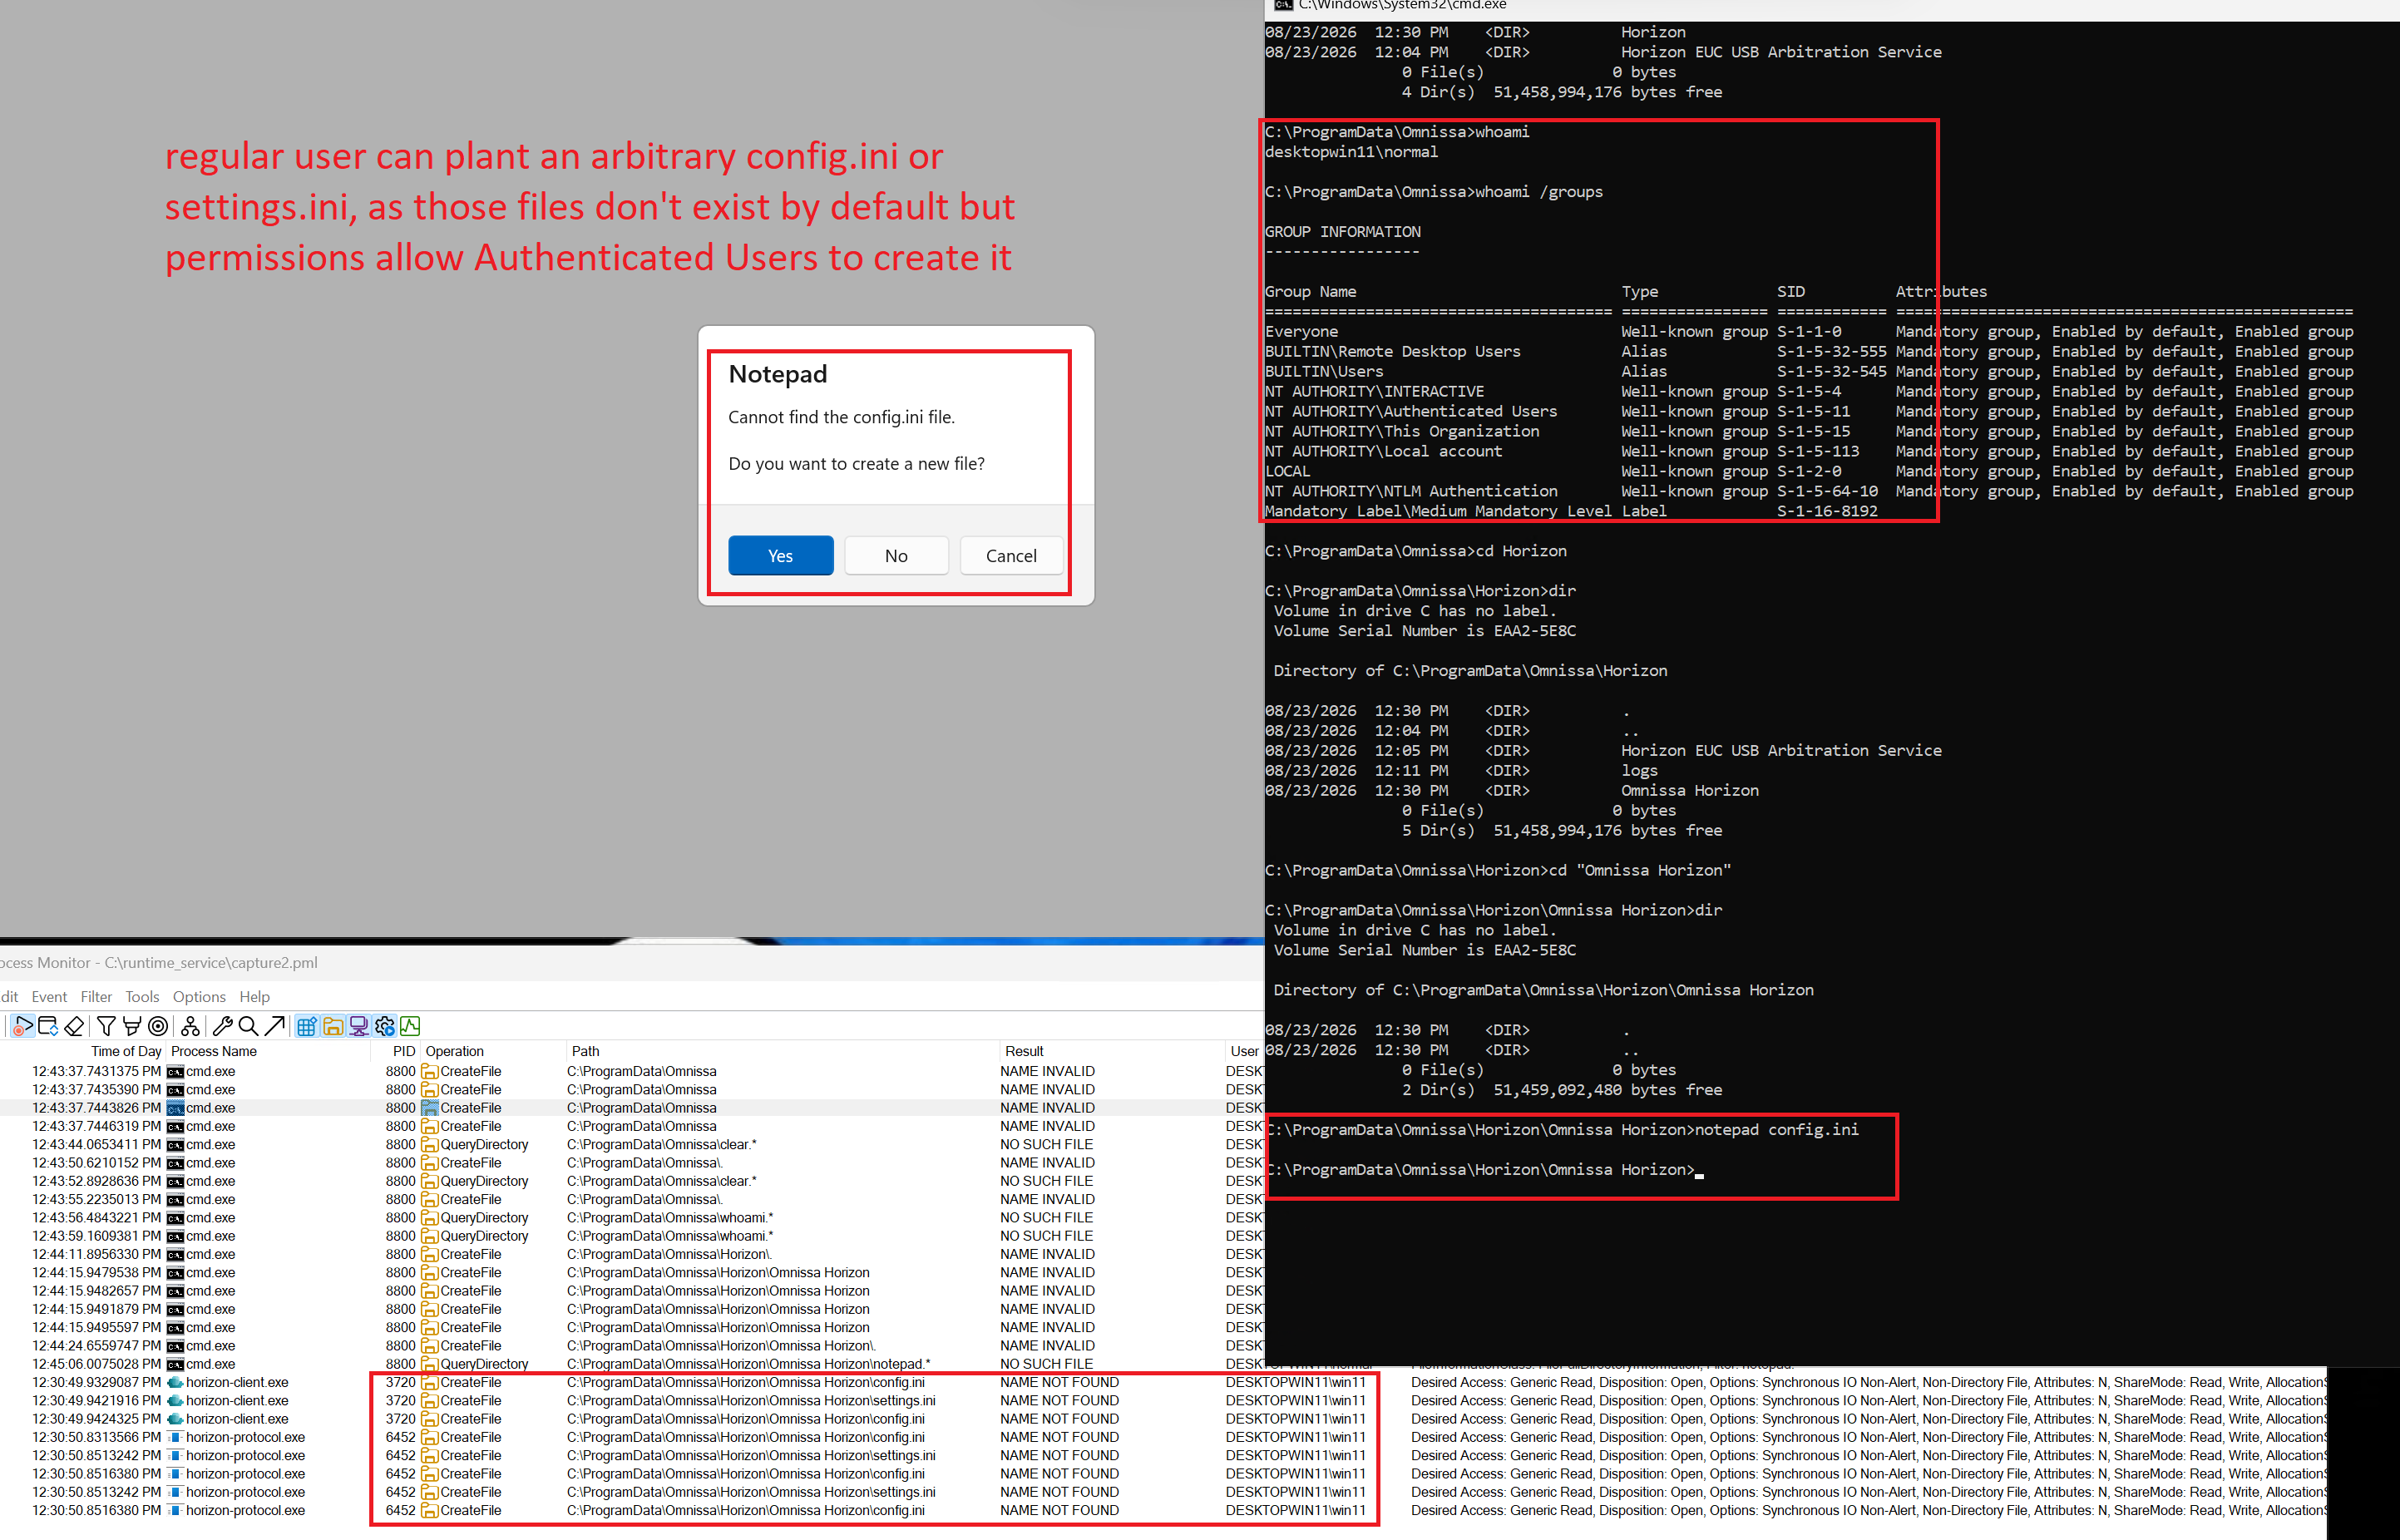 regular user can plant an arbitrary config.ini or
settings.ini, as those files don't exist by default but
permissions allow Authenticated Users to create it
Notepad
Cannot find the config.ini file.
Do you want to create a new file?
Yes No Cancel
C:\Windows\System32\cmd.exe
08/23/2026  12:30 PM    <DIR>          Horizon
08/23/2026  12:04 PM    <DIR>          Horizon EUC USB Arbitration Service
0 File(s)              0 bytes
4 Dir(s)  51,458,994,176 bytes free
C:\ProgramData\Omnissa>whoami
desktopwin11\normal
C:\ProgramData\Omnissa>whoami /groups
GROUP INFORMATION
-----------------
Group Name                             Type             SID          Attributes
====================================== ================ ============ ==================================================
Everyone                               Well-known group S-1-1-0      Mandatory group, Enabled by default, Enabled group
BUILTIN\Remote Desktop Users           Alias            S-1-5-32-555 Mandatory group, Enabled by default, Enabled group
BUILTIN\Users                          Alias            S-1-5-32-545 Mandatory group, Enabled by default, Enabled group
NT AUTHORITY\INTERACTIVE               Well-known group S-1-5-4      Mandatory group, Enabled by default, Enabled group
NT AUTHORITY\Authenticated Users       Well-known group S-1-5-11     Mandatory group, Enabled by default, Enabled group
NT AUTHORITY\This Organization         Well-known group S-1-5-15     Mandatory group, Enabled by default, Enabled group
NT AUTHORITY\Local account             Well-known group S-1-5-113    Mandatory group, Enabled by default, Enabled group
LOCAL                                  Well-known group S-1-2-0      Mandatory group, Enabled by default, Enabled group
NT AUTHORITY\NTLM Authentication       Well-known group S-1-5-64-10  Mandatory group, Enabled by default, Enabled group
Mandatory Label\Medium Mandatory Level Label            S-1-16-8192
C:\ProgramData\Omnissa>cd Horizon
C:\ProgramData\Omnissa\Horizon>dir
Volume in drive C has no label.
Volume Serial Number is EAA2-5E8C
Directory of C:\ProgramData\Omnissa\Horizon
08/23/2026  12:30 PM    <DIR>          .
08/23/2026  12:04 PM    <DIR>          ..
08/23/2026  12:05 PM    <DIR>          Horizon EUC USB Arbitration Service
08/23/2026  12:11 PM    <DIR>          logs
08/23/2026  12:30 PM    <DIR>          Omnissa Horizon
0 File(s)              0 bytes
5 Dir(s)  51,458,994,176 bytes free
C:\ProgramData\Omnissa\Horizon>cd "Omnissa Horizon"
C:\ProgramData\Omnissa\Horizon\Omnissa Horizon>dir
Volume in drive C has no label.
Volume Serial Number is EAA2-5E8C
Directory of C:\ProgramData\Omnissa\Horizon\Omnissa Horizon
08/23/2026  12:30 PM    <DIR>          .
08/23/2026  12:30 PM    <DIR>          ..
0 File(s)              0 bytes
2 Dir(s)  51,459,092,480 bytes free
C:\ProgramData\Omnissa\Horizon\Omnissa Horizon>notepad config.ini
C:\ProgramData\Omnissa\Horizon\Omnissa Horizon>_
ocess Monitor - C:\runtime_service\capture2.pml
dit Event Filter Tools Options Help
Time of Day Process Name PID Operation Path Result User
12:43:37.7431375 PM cmd.exe 8800 CreateFile C:\ProgramData\Omnissa NAME INVALID DESKT
12:43:37.7435390 PM cmd.exe 8800 CreateFile C:\ProgramData\Omnissa NAME INVALID DESKT
12:43:37.7443826 PM cmd.exe 8800 CreateFile C:\ProgramData\Omnissa NAME INVALID DESKT
12:43:37.7446319 PM cmd.exe 8800 CreateFile C:\ProgramData\Omnissa NAME INVALID DESKT
12:43:44.0653411 PM cmd.exe 8800 QueryDirectory C:\ProgramData\Omnissa\clear.* NO SUCH FILE DESKT
12:43:50.6210152 PM cmd.exe 8800 CreateFile C:\ProgramData\Omnissa\. NAME INVALID DESKT
12:43:52.8928636 PM cmd.exe 8800 QueryDirectory C:\ProgramData\Omnissa\clear.* NO SUCH FILE DESKT
12:43:55.2235013 PM cmd.exe 8800 CreateFile C:\ProgramData\Omnissa\. NAME INVALID DESKT
12:43:56.4843221 PM cmd.exe 8800 QueryDirectory C:\ProgramData\Omnissa\whoami.* NO SUCH FILE DESKT
12:43:59.1609381 PM cmd.exe 8800 QueryDirectory C:\ProgramData\Omnissa\whoami.* NO SUCH FILE DESKT
12:44:11.8956330 PM cmd.exe 8800 CreateFile C:\ProgramData\Omnissa\Horizon\. NAME INVALID DESKT
12:44:15.9479538 PM cmd.exe 8800 CreateFile C:\ProgramData\Omnissa\Horizon\Omnissa Horizon NAME INVALID DESKT
12:44:15.9482657 PM cmd.exe 8800 CreateFile C:\ProgramData\Omnissa\Horizon\Omnissa Horizon NAME INVALID DESKT
12:44:15.9491879 PM cmd.exe 8800 CreateFile C:\ProgramData\Omnissa\Horizon\Omnissa Horizon NAME INVALID DESKT
12:44:15.9495597 PM cmd.exe 8800 CreateFile C:\ProgramData\Omnissa\Horizon\Omnissa Horizon NAME INVALID DESKT
12:44:24.6559747 PM cmd.exe 8800 CreateFile C:\ProgramData\Omnissa\Horizon\Omnissa Horizon\. NAME INVALID DESKT
12:45:06.0075028 PM cmd.exe 8800 QueryDirectory C:\ProgramData\Omnissa\Horizon\Omnissa Horizon\notepad.* NO SUCH FILE
12:30:49.9329087 PM horizon-client.exe 3720 CreateFile C:\ProgramData\Omnissa\Horizon\Omnissa Horizon\config.ini NAME NOT FOUND DESKTOPWIN11\win11 Desired Access: Generic Read, Disposition: Open, Options: Synchronous IO Non-Alert, Non-Directory File, Attributes: N, ShareMode: Read, Write, Allocation
12:30:49.9421916 PM horizon-client.exe 3720 CreateFile C:\ProgramData\Omnissa\Horizon\Omnissa Horizon\settings.ini NAME NOT FOUND DESKTOPWIN11\win11 Desired Access: Generic Read, Disposition: Open, Options: Synchronous IO Non-Alert, Non-Directory File, Attributes: N, ShareMode: Read, Write, Allocation
12:30:49.9424325 PM horizon-client.exe 3720 CreateFile C:\ProgramData\Omnissa\Horizon\Omnissa Horizon\config.ini NAME NOT FOUND DESKTOPWIN11\win11 Desired Access: Generic Read, Disposition: Open, Options: Synchronous IO Non-Alert, Non-Directory File, Attributes: N, ShareMode: Read, Write, Allocation
12:30:50.8313566 PM horizon-protocol.exe 6452 CreateFile C:\ProgramData\Omnissa\Horizon\Omnissa Horizon\config.ini NAME NOT FOUND DESKTOPWIN11\win11 Desired Access: Generic Read, Disposition: Open, Options: Synchronous IO Non-Alert, Non-Directory File, Attributes: N, ShareMode: Read, Write, Allocation
12:30:50.8513242 PM horizon-protocol.exe 6452 CreateFile C:\ProgramData\Omnissa\Horizon\Omnissa Horizon\settings.ini NAME NOT FOUND DESKTOPWIN11\win11 Desired Access: Generic Read, Disposition: Open, Options: Synchronous IO Non-Alert, Non-Directory File, Attributes: N, ShareMode: Read, Write, Allocation
12:30:50.8516380 PM horizon-protocol.exe 6452 CreateFile C:\ProgramData\Omnissa\Horizon\Omnissa Horizon\config.ini NAME NOT FOUND DESKTOPWIN11\win11 Desired Access: Generic Read, Disposition: Open, Options: Synchronous IO Non-Alert, Non-Directory File, Attributes: N, ShareMode: Read, Write, Allocation
12:30:50.8513242 PM horizon-protocol.exe 6452 CreateFile C:\ProgramData\Omnissa\Horizon\Omnissa Horizon\settings.ini NAME NOT FOUND DESKTOPWIN11\win11 Desired Access: Generic Read, Disposition: Open, Options: Synchronous IO Non-Alert, Non-Directory File, Attributes: N, ShareMode: Read, Write, Allocation
12:30:50.8516380 PM horizon-protocol.exe 6452 CreateFile C:\ProgramData\Omnissa\Horizon\Omnissa Horizon\config.ini NAME NOT FOUND DESKTOPWIN11\win11 Desired Access: Generic Read, Disposition: Open, Options: Synchronous IO Non-Alert, Non-Directory File, Attributes: N, ShareMode: Read, Write, Allocation